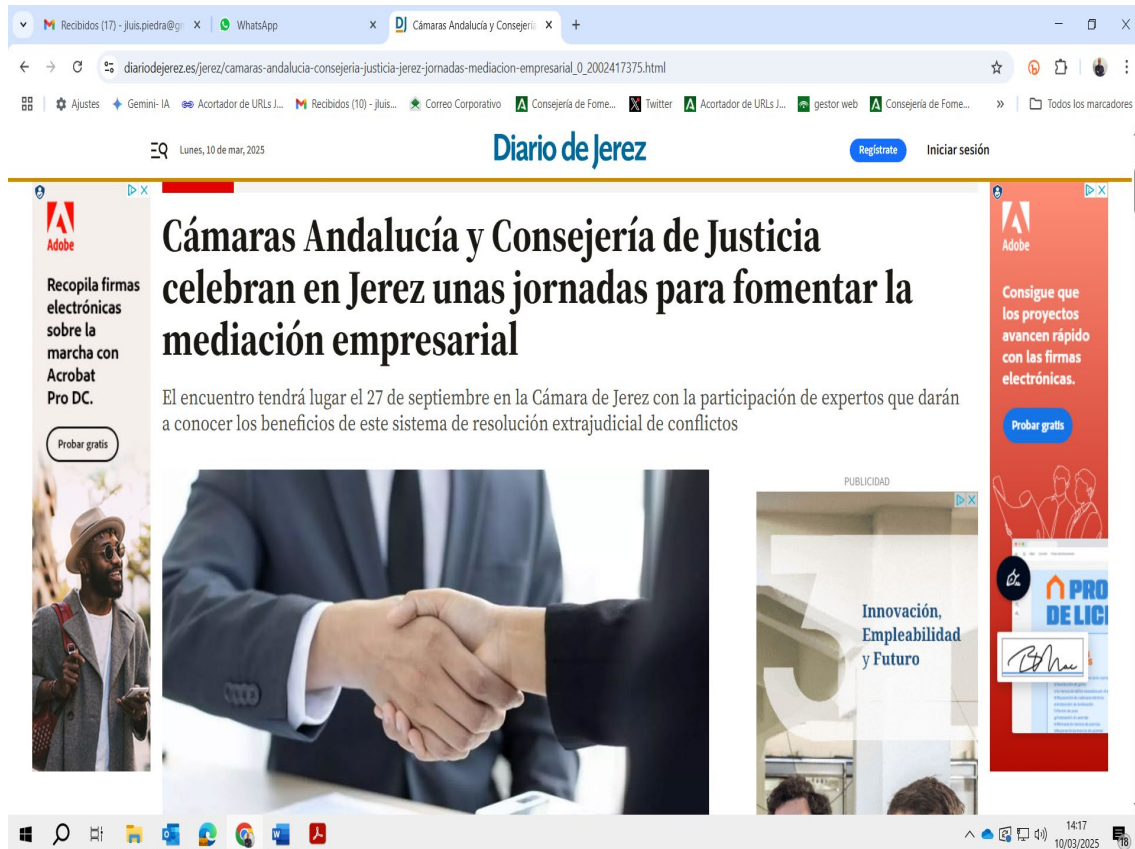 Recibidos (17) - jluis.piedra@gm
WhatsApp
DJ Cámaras Andalucía y Consejería
diariodejerez.es/jerez/camaras-andalucia-consejeria-justicia-jerez-jornadas-mediacion-empresarial_0_2002417375.html
Ajustes
Gemini- IA
Acortador de URLs J...
Recibidos (10) - jluis...
Correo Corporativo
Consejería de Fome...
Twitter
Acortador de URLs J...
gestor web
Consejería de Fome...
Todos los marcadores
Lunes, 10 de mar, 2025
Diario de Jerez
Regístrate
Iniciar sesión
Adobe
Recopila firmas
electrónicas
sobre la
marcha con
Acrobat
Pro DC.
Probar gratis
Cámaras Andalucía y Consejería de Justicia
celebran en Jerez unas jornadas para fomentar la
mediación empresarial
El encuentro tendrá lugar el 27 de septiembre en la Cámara de Jerez con la participación de expertos que darán
a conocer los beneficios de este sistema de resolución extrajudicial de conflictos
PUBLICIDAD
Innovación,
Empleabilidad
y Futuro
Adobe
Consigue que
los proyectos
avancen rápido
con las firmas
electrónicas.
Probar gratis
PRO
DE LICI
14:17
10/03/2025
18